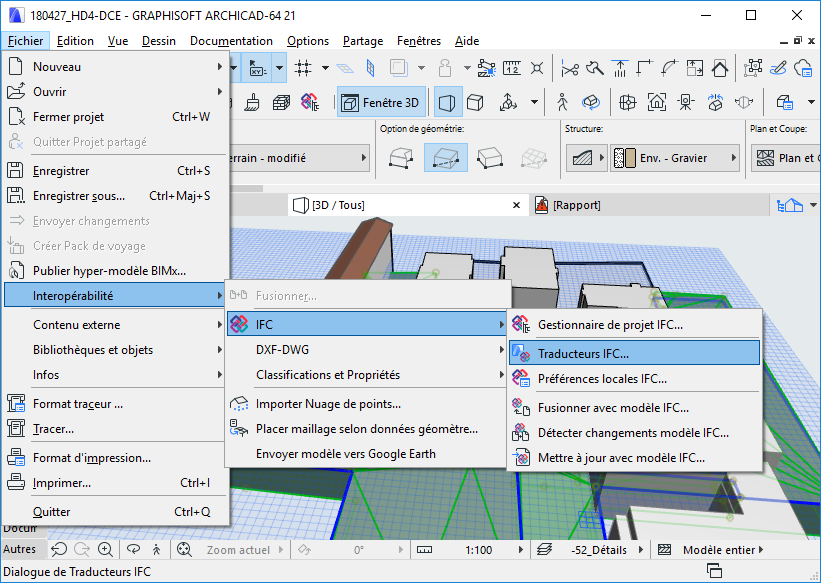 180427_HD4-DCE - GRAPHISOFT ARCHICAD-64 21
Fichier Edition Vue Dessin Documentation Options Partage Fenêtres Aide
Nouveau
Ouvrir
Fermer projet Ctrl+W
Quitter Projet partagé
Enregistrer Ctrl+S
Enregistrer sous... Ctrl+Maj+S
Envoyer changements
Créer Pack de voyage
Publier hyper-modèle BIMx...
Interopérabilité
Contenu externe
Bibliothèques et objets
Infos
Format traceur ...
Tracer...
Format d'impression...
Imprimer... Ctrl+I
Quitter Ctrl+Q
Fusionner...
IFC
DXF-DWG
Classifications et Propriétés
Importer Nuage de points...
Placer maillage selon données géomètre...
Envoyer modèle vers Google Earth
Gestionnaire de projet IFC...
Traducteurs IFC...
Préférences locales IFC...
Fusionner avec modèle IFC...
Détecter changements modèle IFC...
Mettre à jour avec modèle IFC...
XY:
12
Fenêtre 3D
Option de géométrie: Structure: Plan et Coupe:
errain - modifié Env. - Gravier Plan et
[3D / Tous] [Rapport]
Autres Zoom actuel 0° 1:100 -52_Détails Modèle entier
Dialogue de Traducteurs IFC